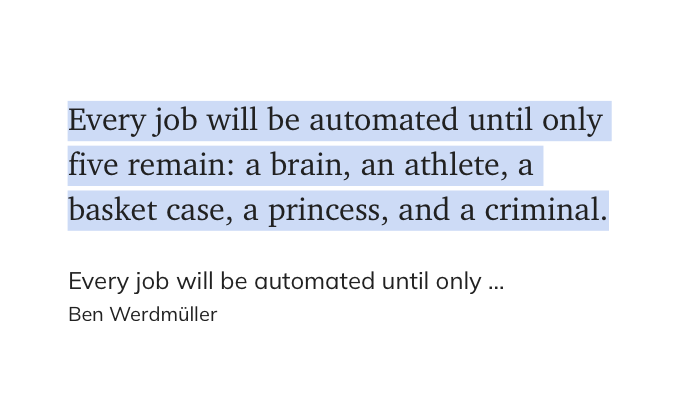 Every job will be automated until only
five remain: a brain, an athlete, a
basket case, a princess, and a criminal.
Every job will be automated until only ...
Ben Werdmüller